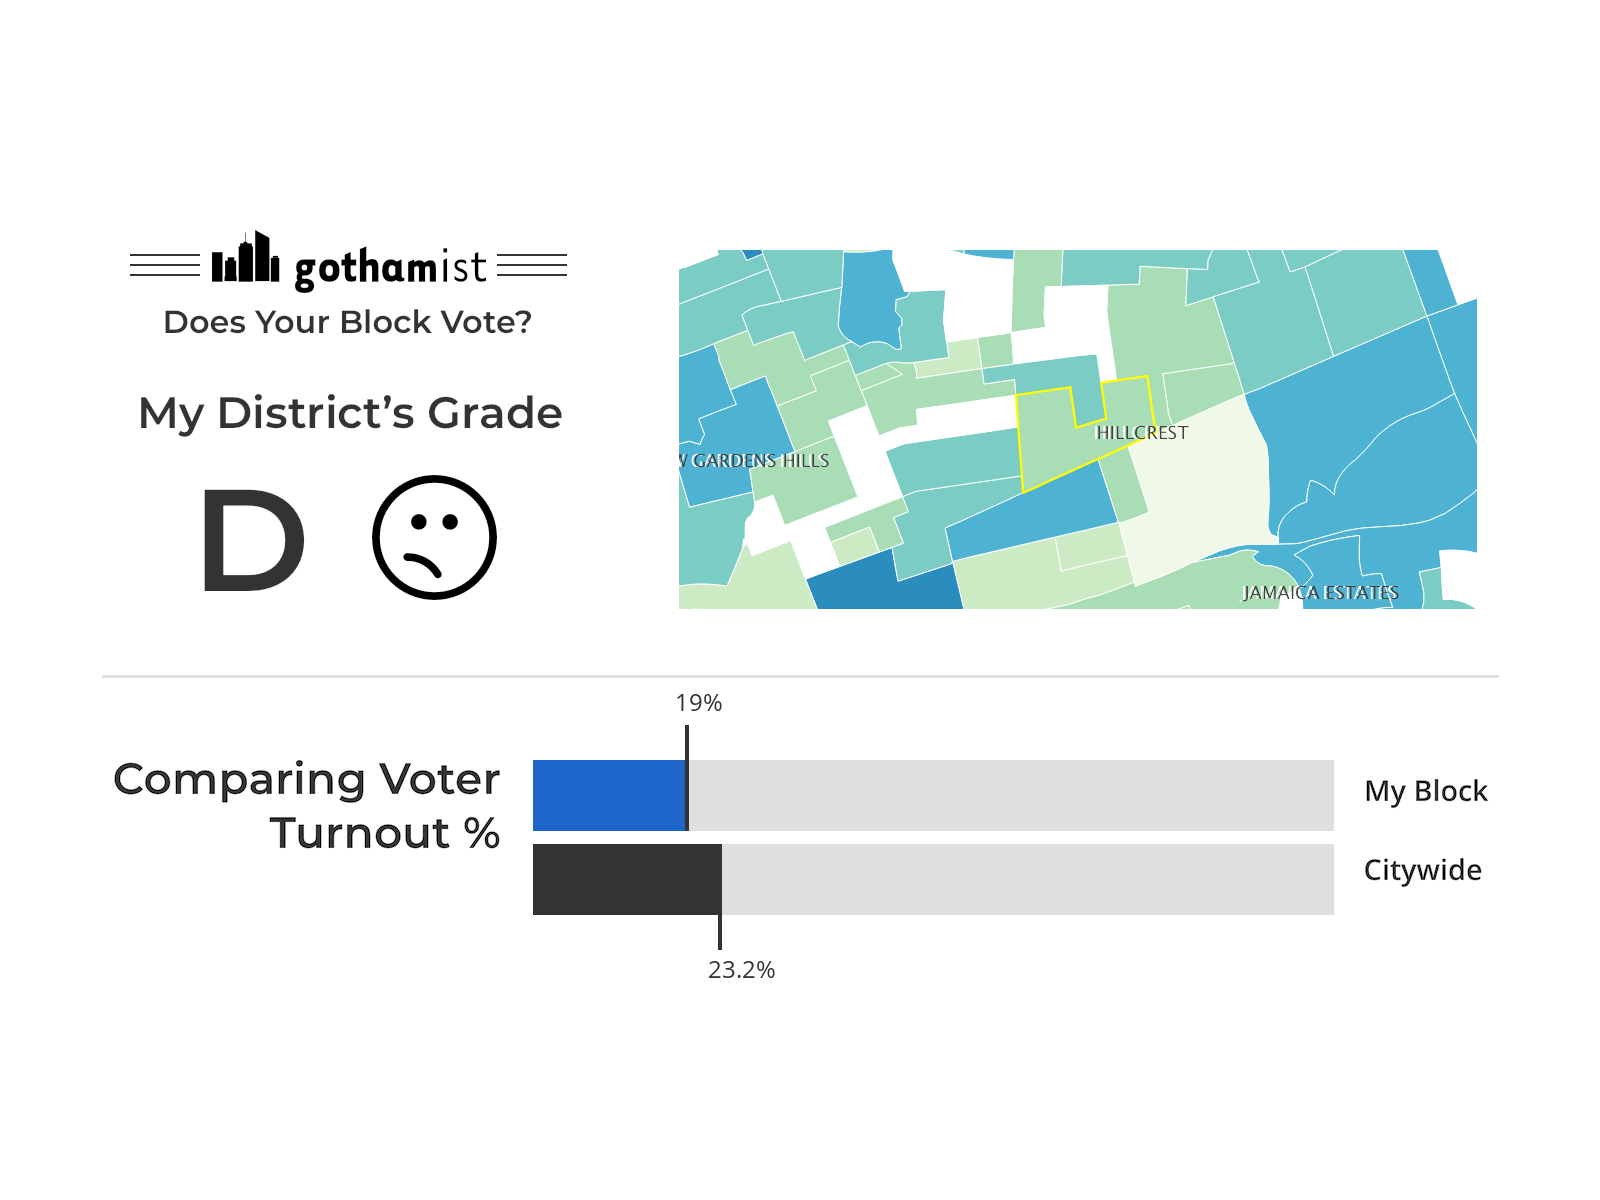 gothamist
Does Your Block Vote?
My District's Grade
D
HILLCREST
W GARDENS HILLS
JAMAICA ESTATES
19%
Comparing Voter
Turnout %
My Block
Citywide
23.2%